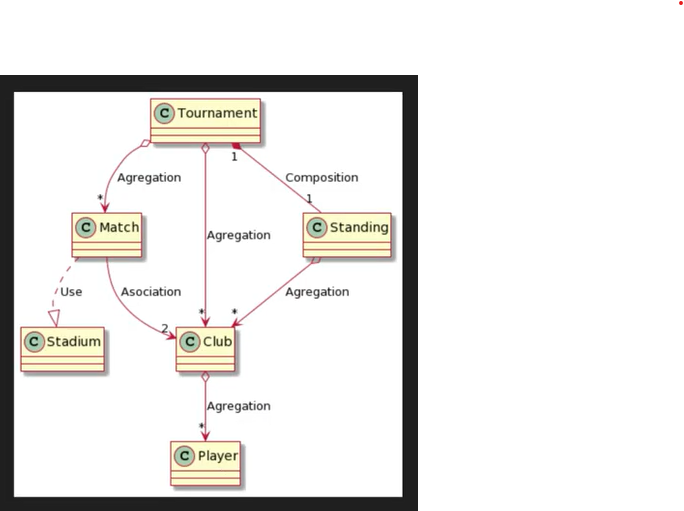 C Tournament
1
Agregation
Composition
*
1
C Match
C Standing
Agregation
Use
Asociation
Agregation
*
*
2
C Stadium
C Club
Agregation
*
C Player